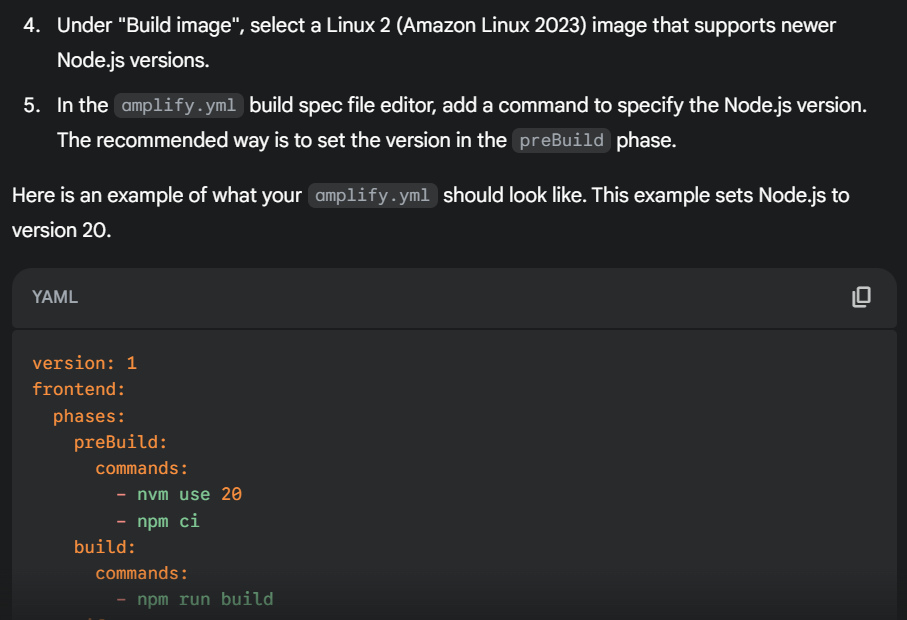 4. Under "Build image", select a Linux 2 (Amazon Linux 2023) image that supports newer
Node.js versions.
5. In the amplify.yml build spec file editor, add a command to specify the Node.js version.
The recommended way is to set the version in the preBuild phase.
Here is an example of what your amplify.yml should look like. This example sets Node.js to
version 20.
YAML
version: 1
frontend:
  phases:
    preBuild:
      commands:
        - nvm use 20
        - npm ci
    build:
      commands:
        - npm run build